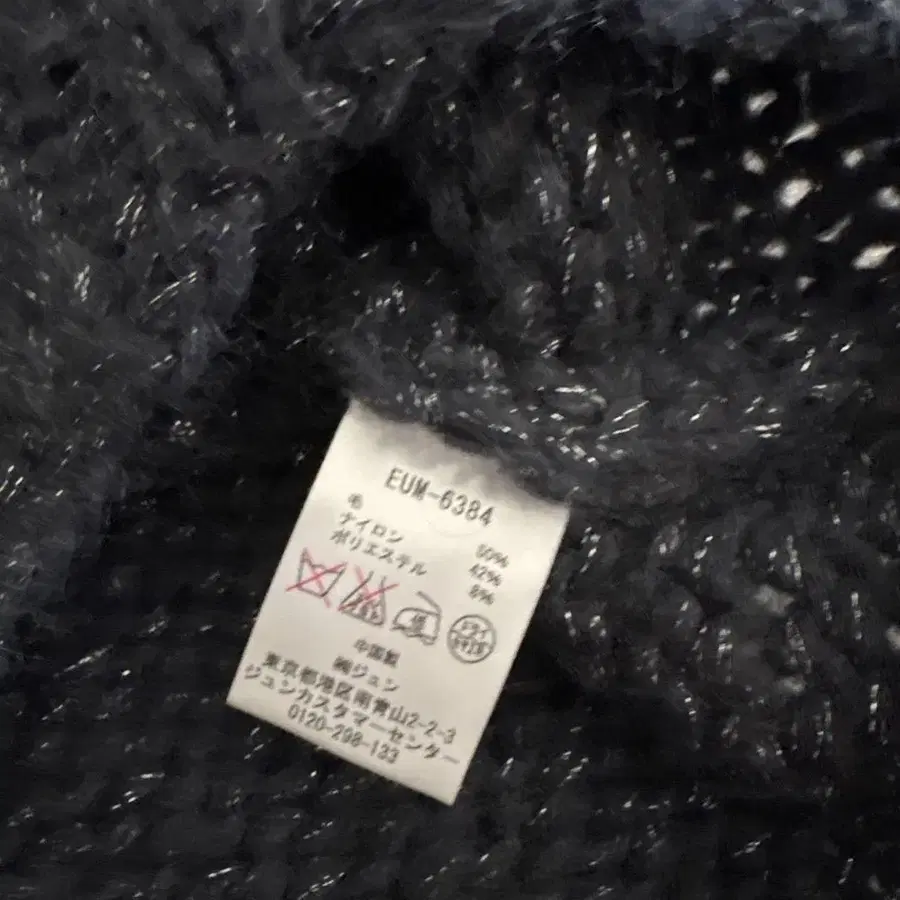 EUM-6384
毛 50%
ナイロン 42%
ポリエステル 8%
中国製
㈱ジュン
東京都港区南青山2-2-3
ジュンカスタマーセンター
0120-298-133